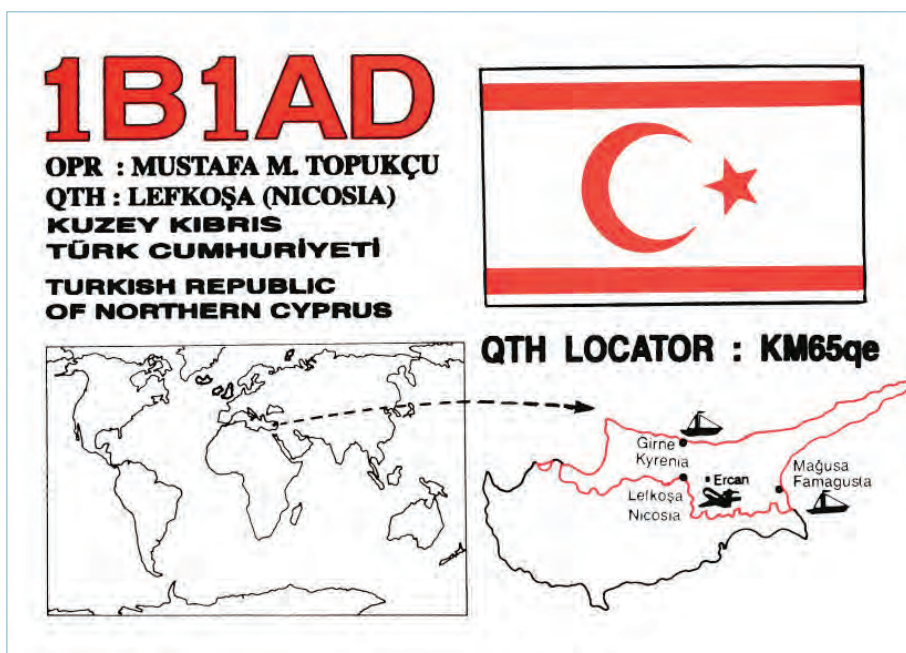 1B1AD
OPR : MUSTAFA M. TOPUKÇU
QTH : LEFKOŞA (NICOSIA)
KUZEY KIBRIS
TÜRK CUMHURİYETİ
TURKISH REPUBLIC
OF NORTHERN CYPRUS
QTH LOCATOR : KM65qe
Girne
Kyrenia
Ercan
Mağusa
Famagusta
Lefkoşa
Nicosia